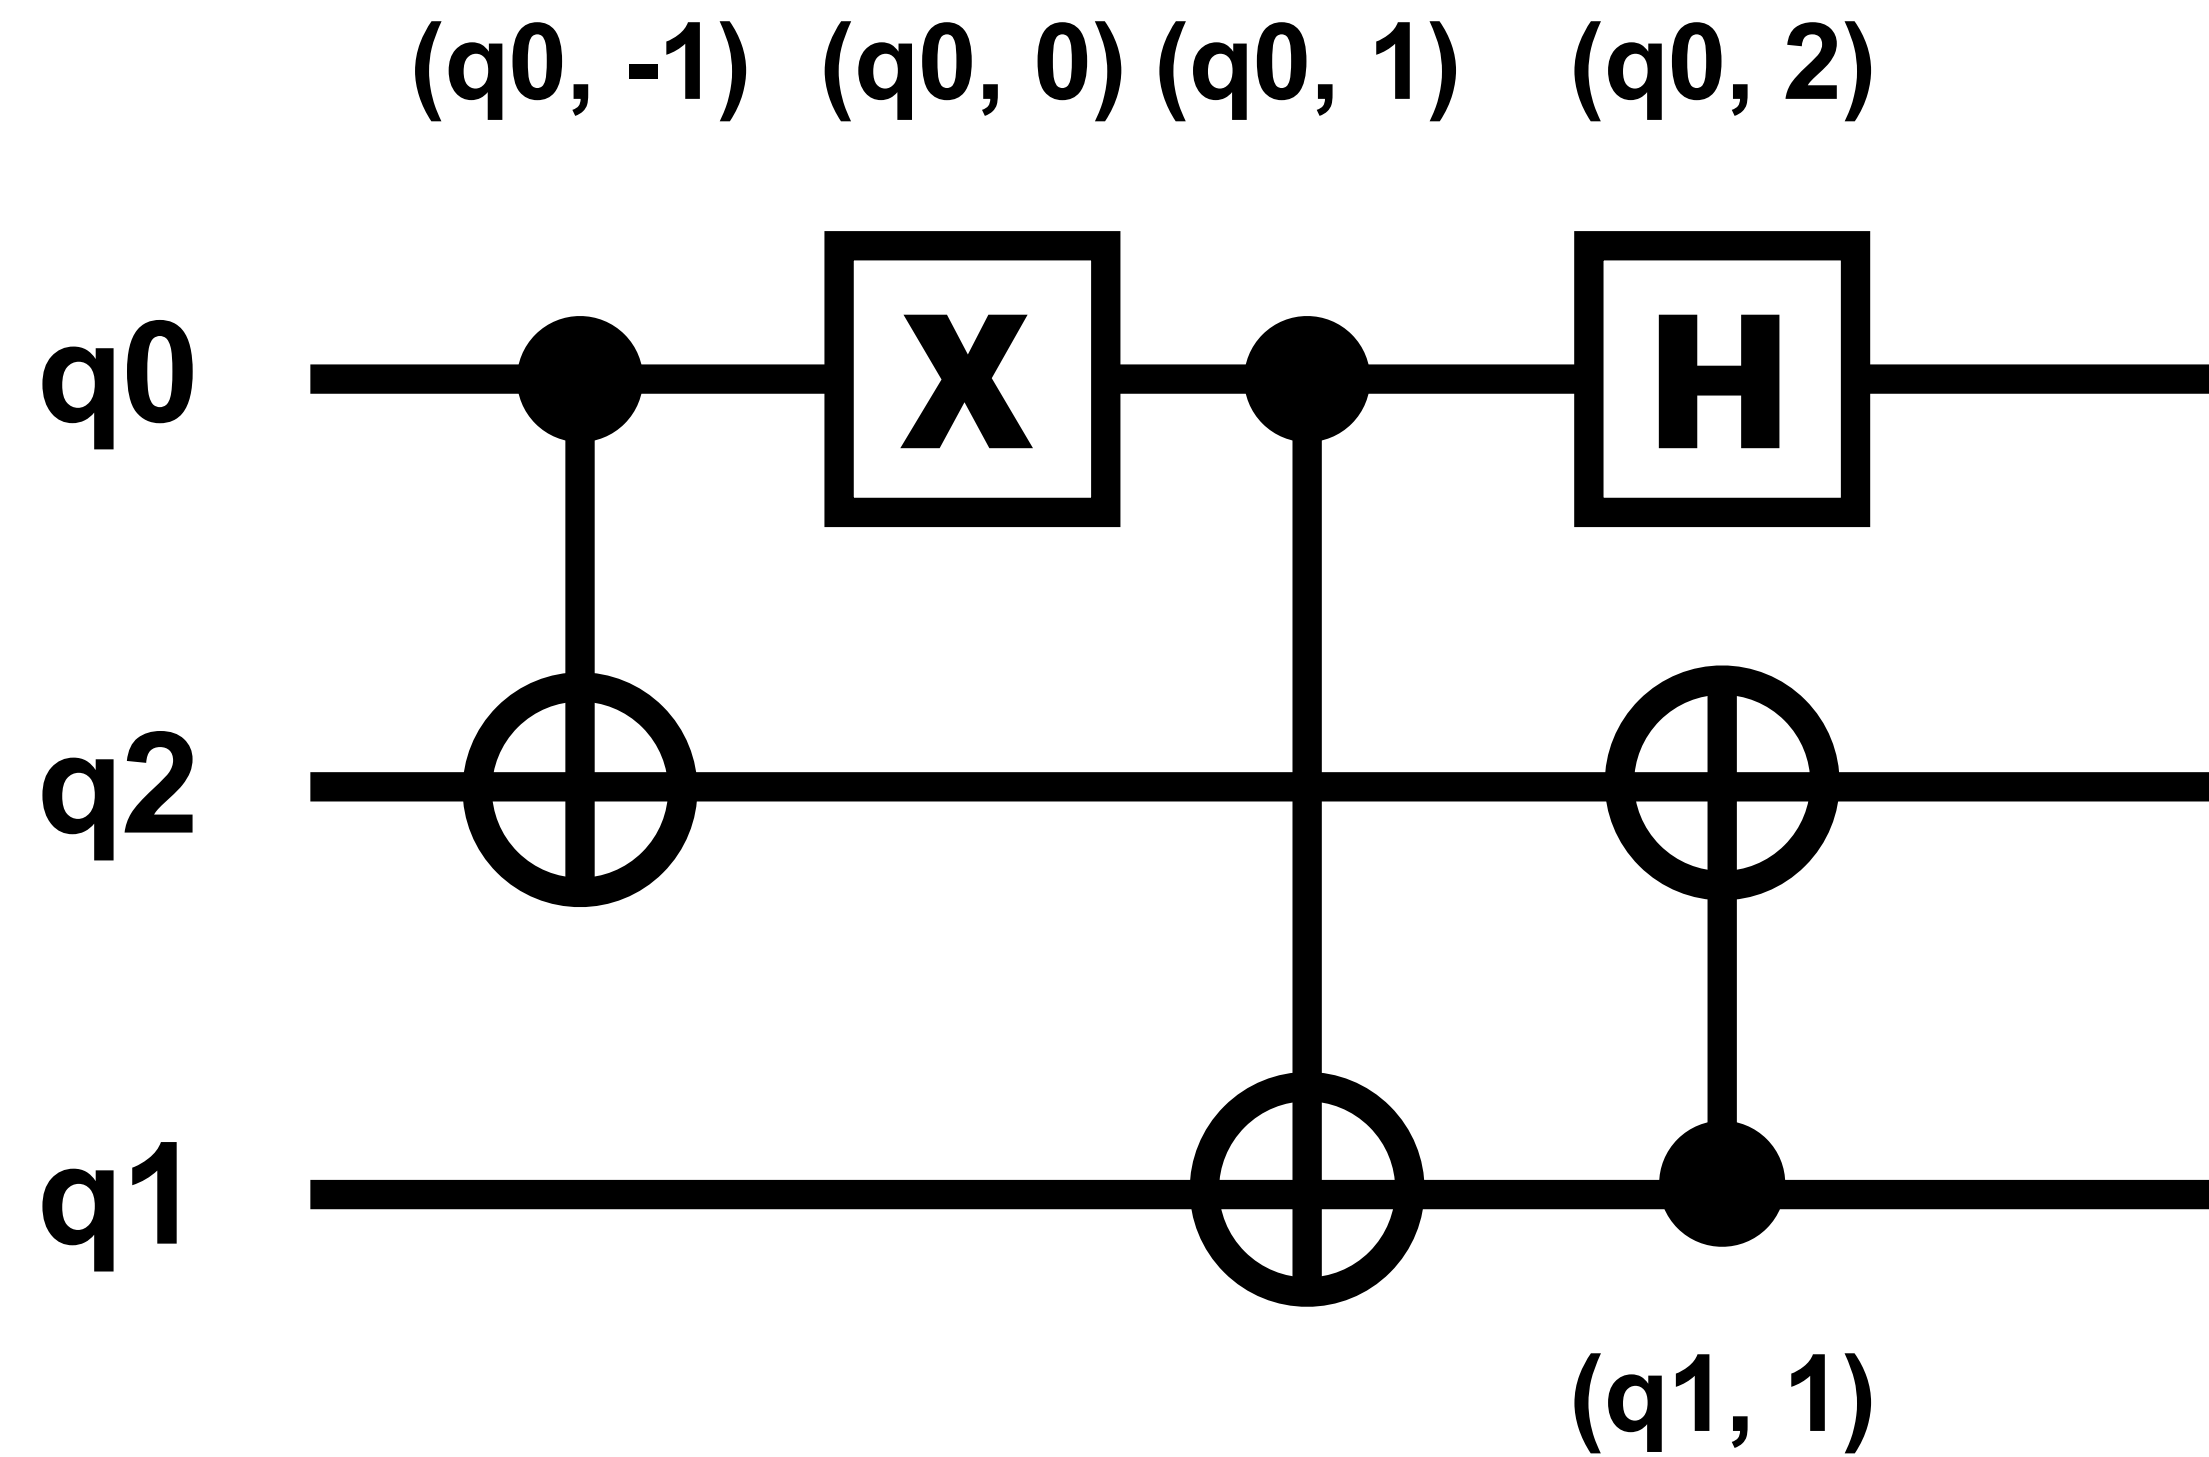 (q0, -1) (q0, 0) (q0, 1) (q0, 2)
q0 X H
q2
q1
(q1, 1)